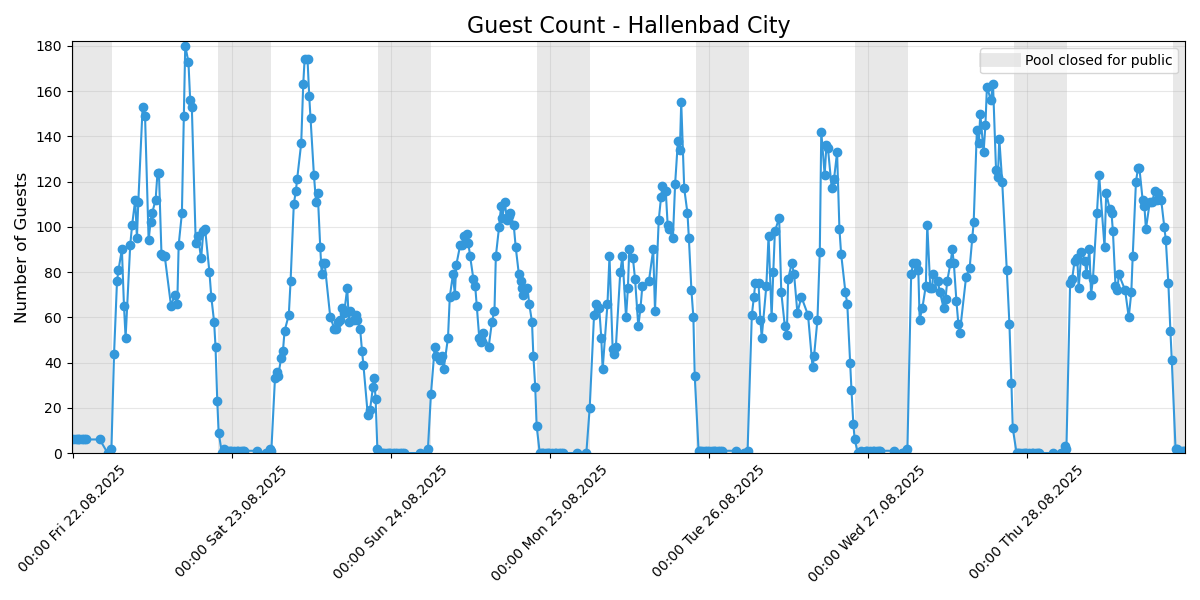 Guest Count - Hallenbad City
Pool closed for public
Number of Guests
180
160
140
120
100
80
60
40
20
0
00:00 Fri 22.08.2025
00:00 Sat 23.08.2025
00:00 Sun 24.08.2025
00:00 Mon 25.08.2025
00:00 Tue 26.08.2025
00:00 Wed 27.08.2025
00:00 Thu 28.08.2025